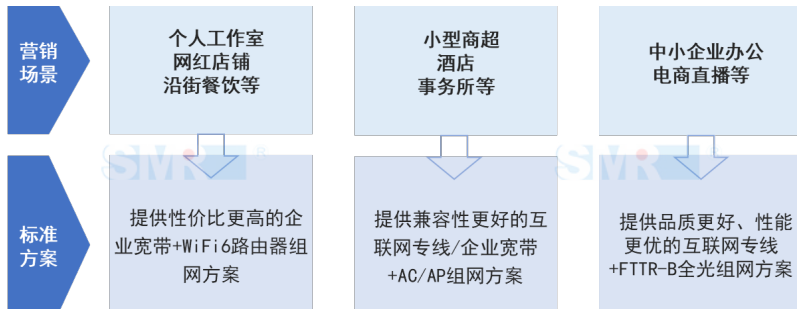 营销
场景
个人工作室
网红店铺
沿街餐饮等
小型商超
酒店
事务所等
中小企业办公
电商直播等
SMR R
SMR R
标准
方案
提供性价比更高的企
业宽带+WiFi6路由器组
网方案
提供兼容性更好的互
联网专线/企业宽带
+AC/AP组网方案
提供品质更好、性能
更优的互联网专线
+FTTR-B全光组网方案